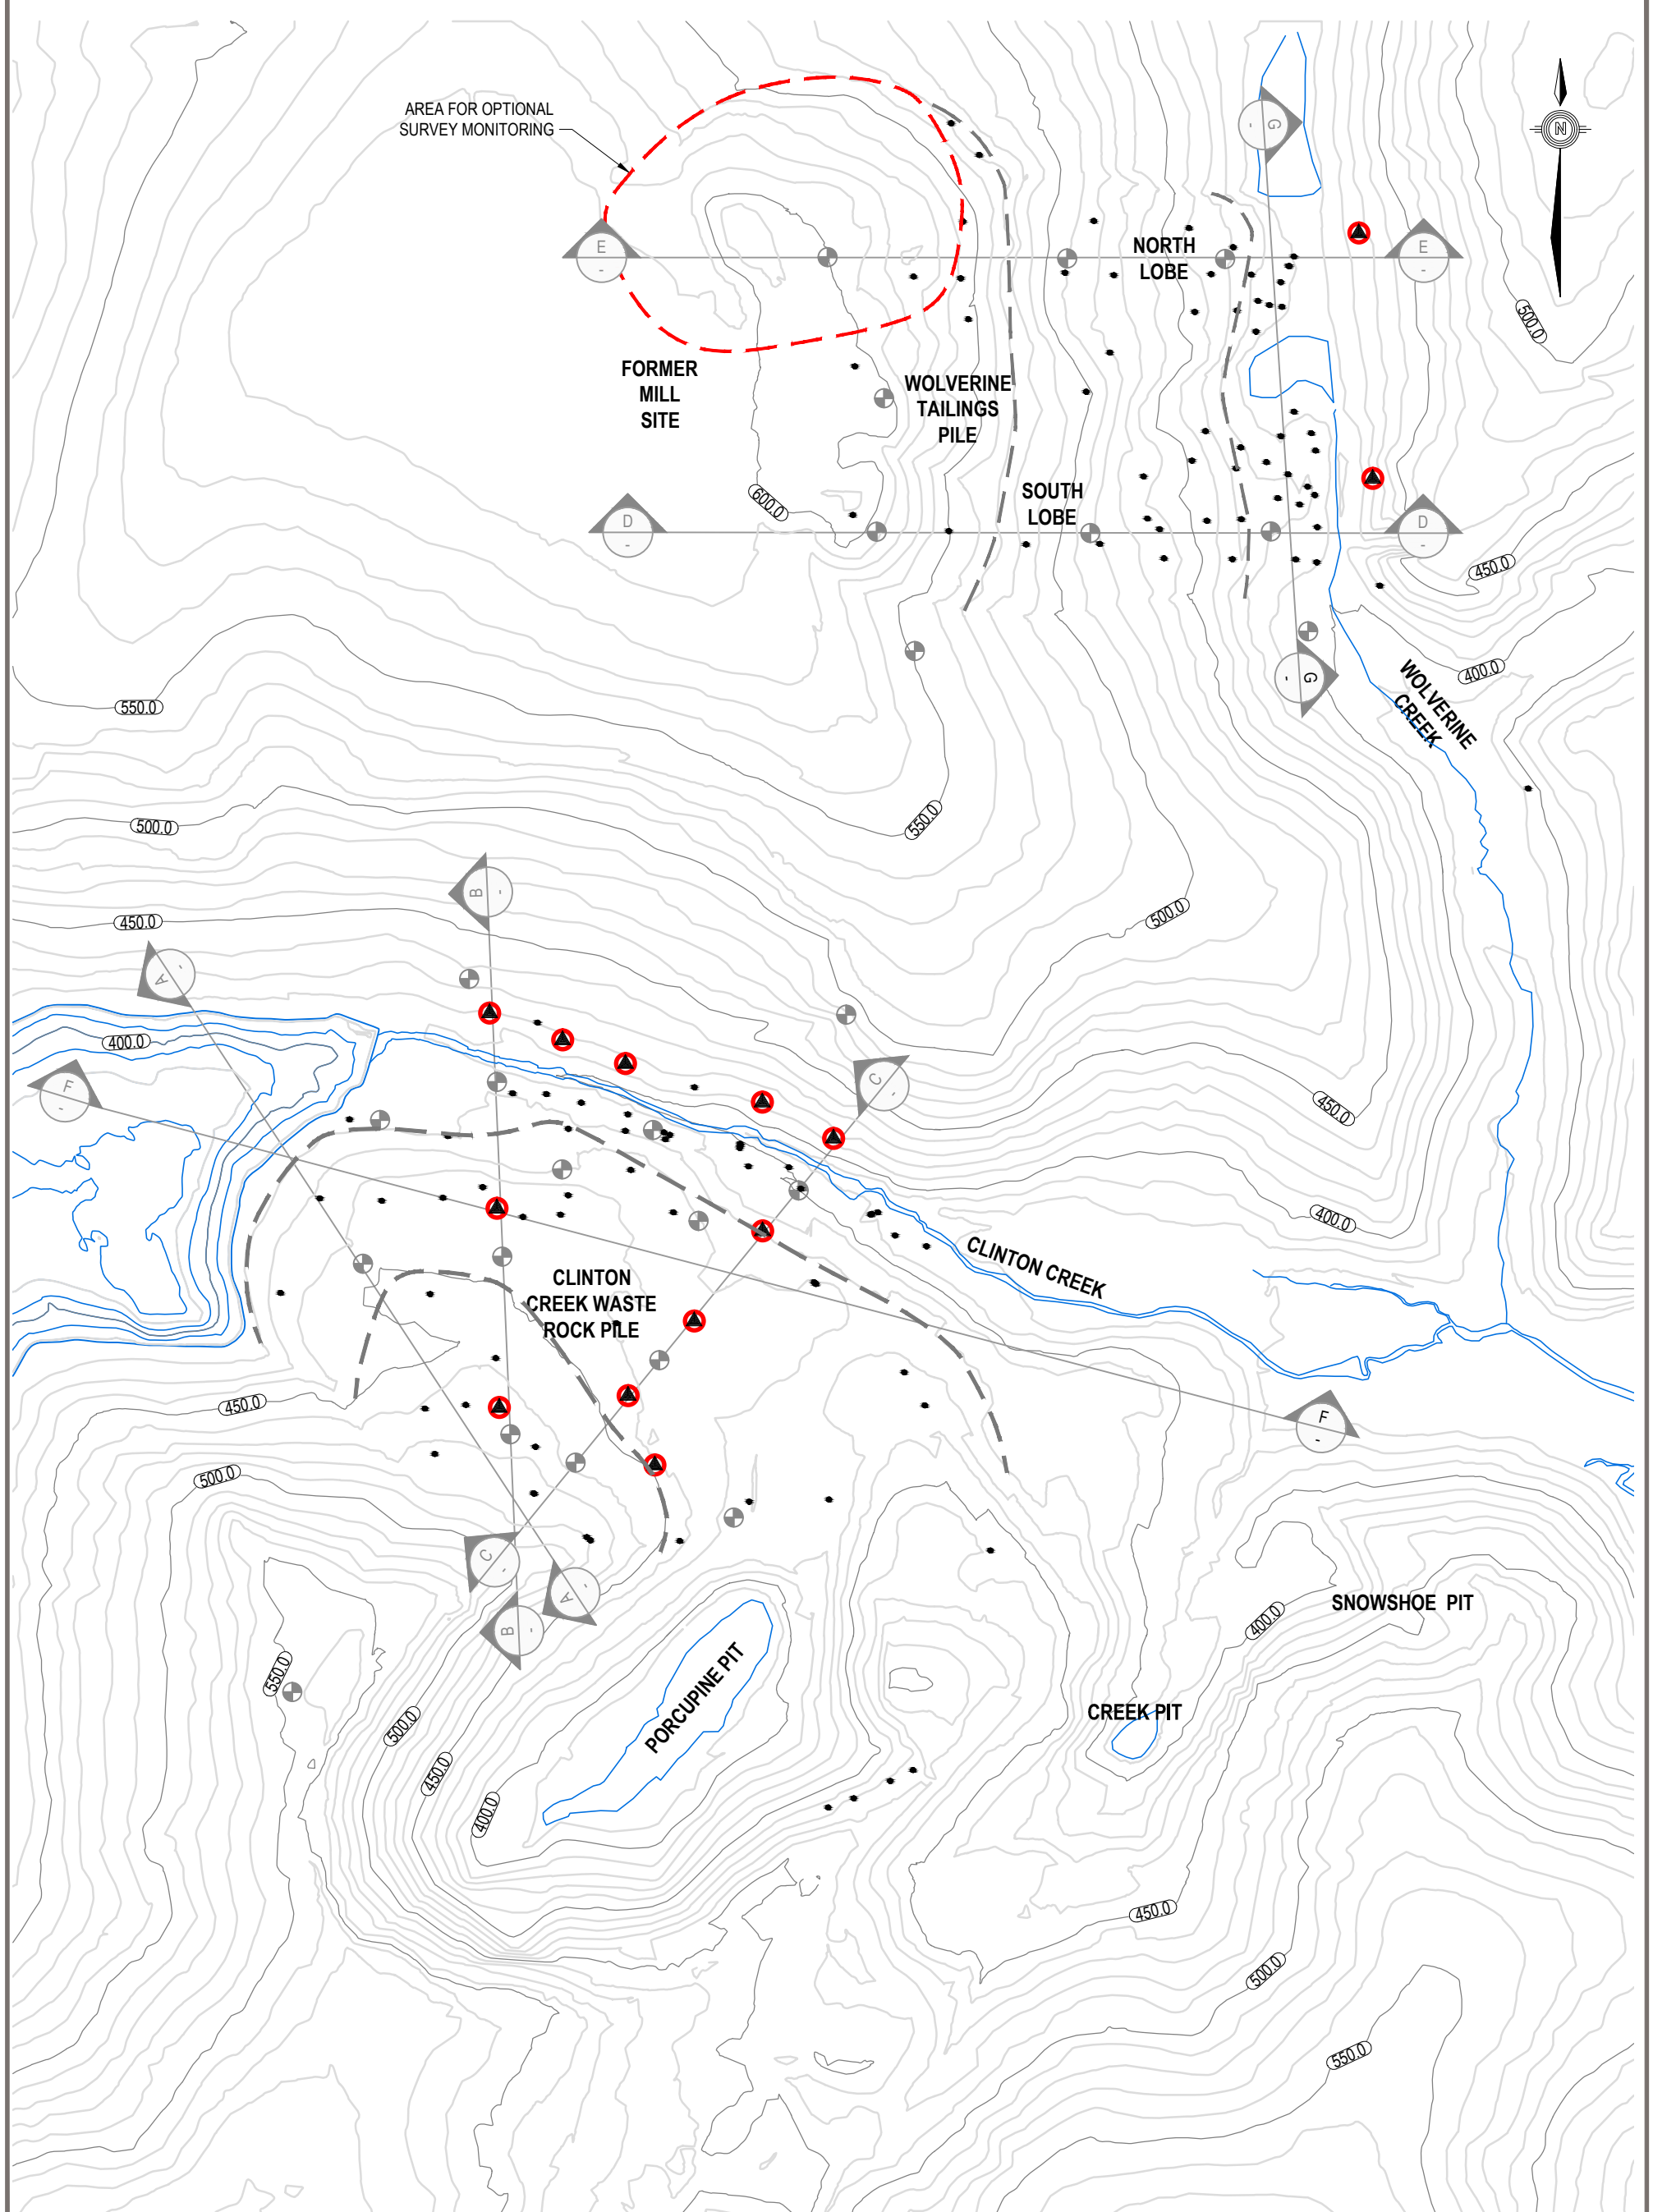 AREA FOR OPTIONAL
SURVEY MONITORING
G
-
N
E
-
NORTH
LOBE
E
-
500.0
FORMER
MILL
SITE
WOLVERINE
TAILINGS
PILE
600.0
SOUTH
LOBE
D
-
D
-
450.0
G
-
400.0
WOLVERINE
CREEK
550.0
550.0
500.0
B
-
500.0
450.0
A
-
400.0
F
-
C
-
450.0
400.0
CLINTON CREEK
CLINTON
CREEK WASTE
ROCK PILE
450.0
F
-
500.0
C
-
A
-
B
-
SNOWSHOE PIT
400.0
550.0
PORCUPINE PIT
500.0
CREEK PIT
450.0
400.0
450.0
500.0
550.0